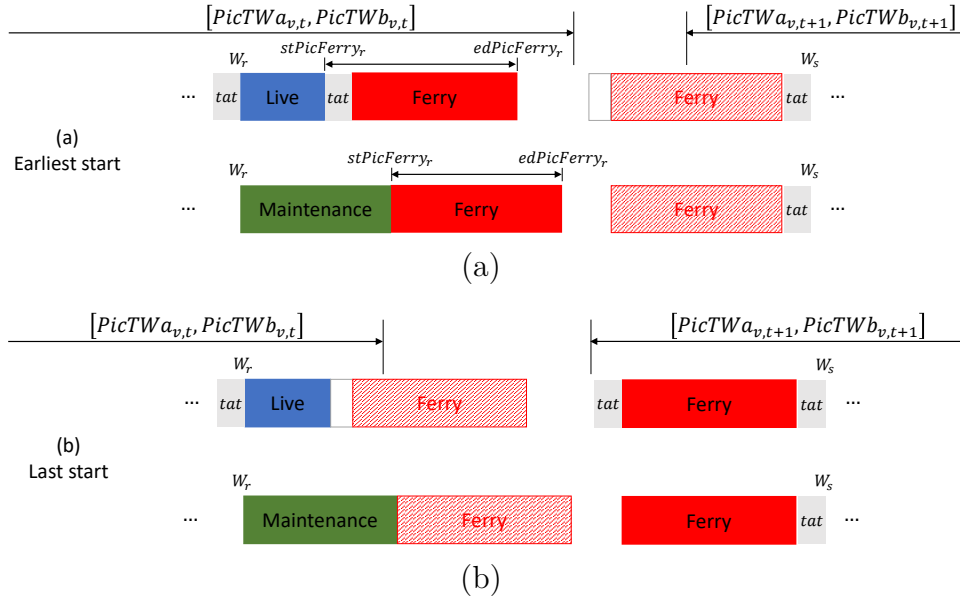 [PicTWa_{v,t}, PicTWb_{v,t}] [PicTWa_{v,t+1}, PicTWb_{v,t+1}]
stPicFerry_r edPicFerry_r
W_r W_s
... tat Live tat Ferry Ferry tat ...
(a)
Earliest start
stPicFerry_r edPicFerry_r
W_r W_s
... Maintenance Ferry Ferry tat ...
(a)
[PicTWa_{v,t}, PicTWb_{v,t}] [PicTWa_{v,t+1}, PicTWb_{v,t+1}]
W_r W_s
... tat Live Ferry tat Ferry tat ...
(b)
Last start
W_r W_s
... Maintenance Ferry Ferry tat ...
(b)